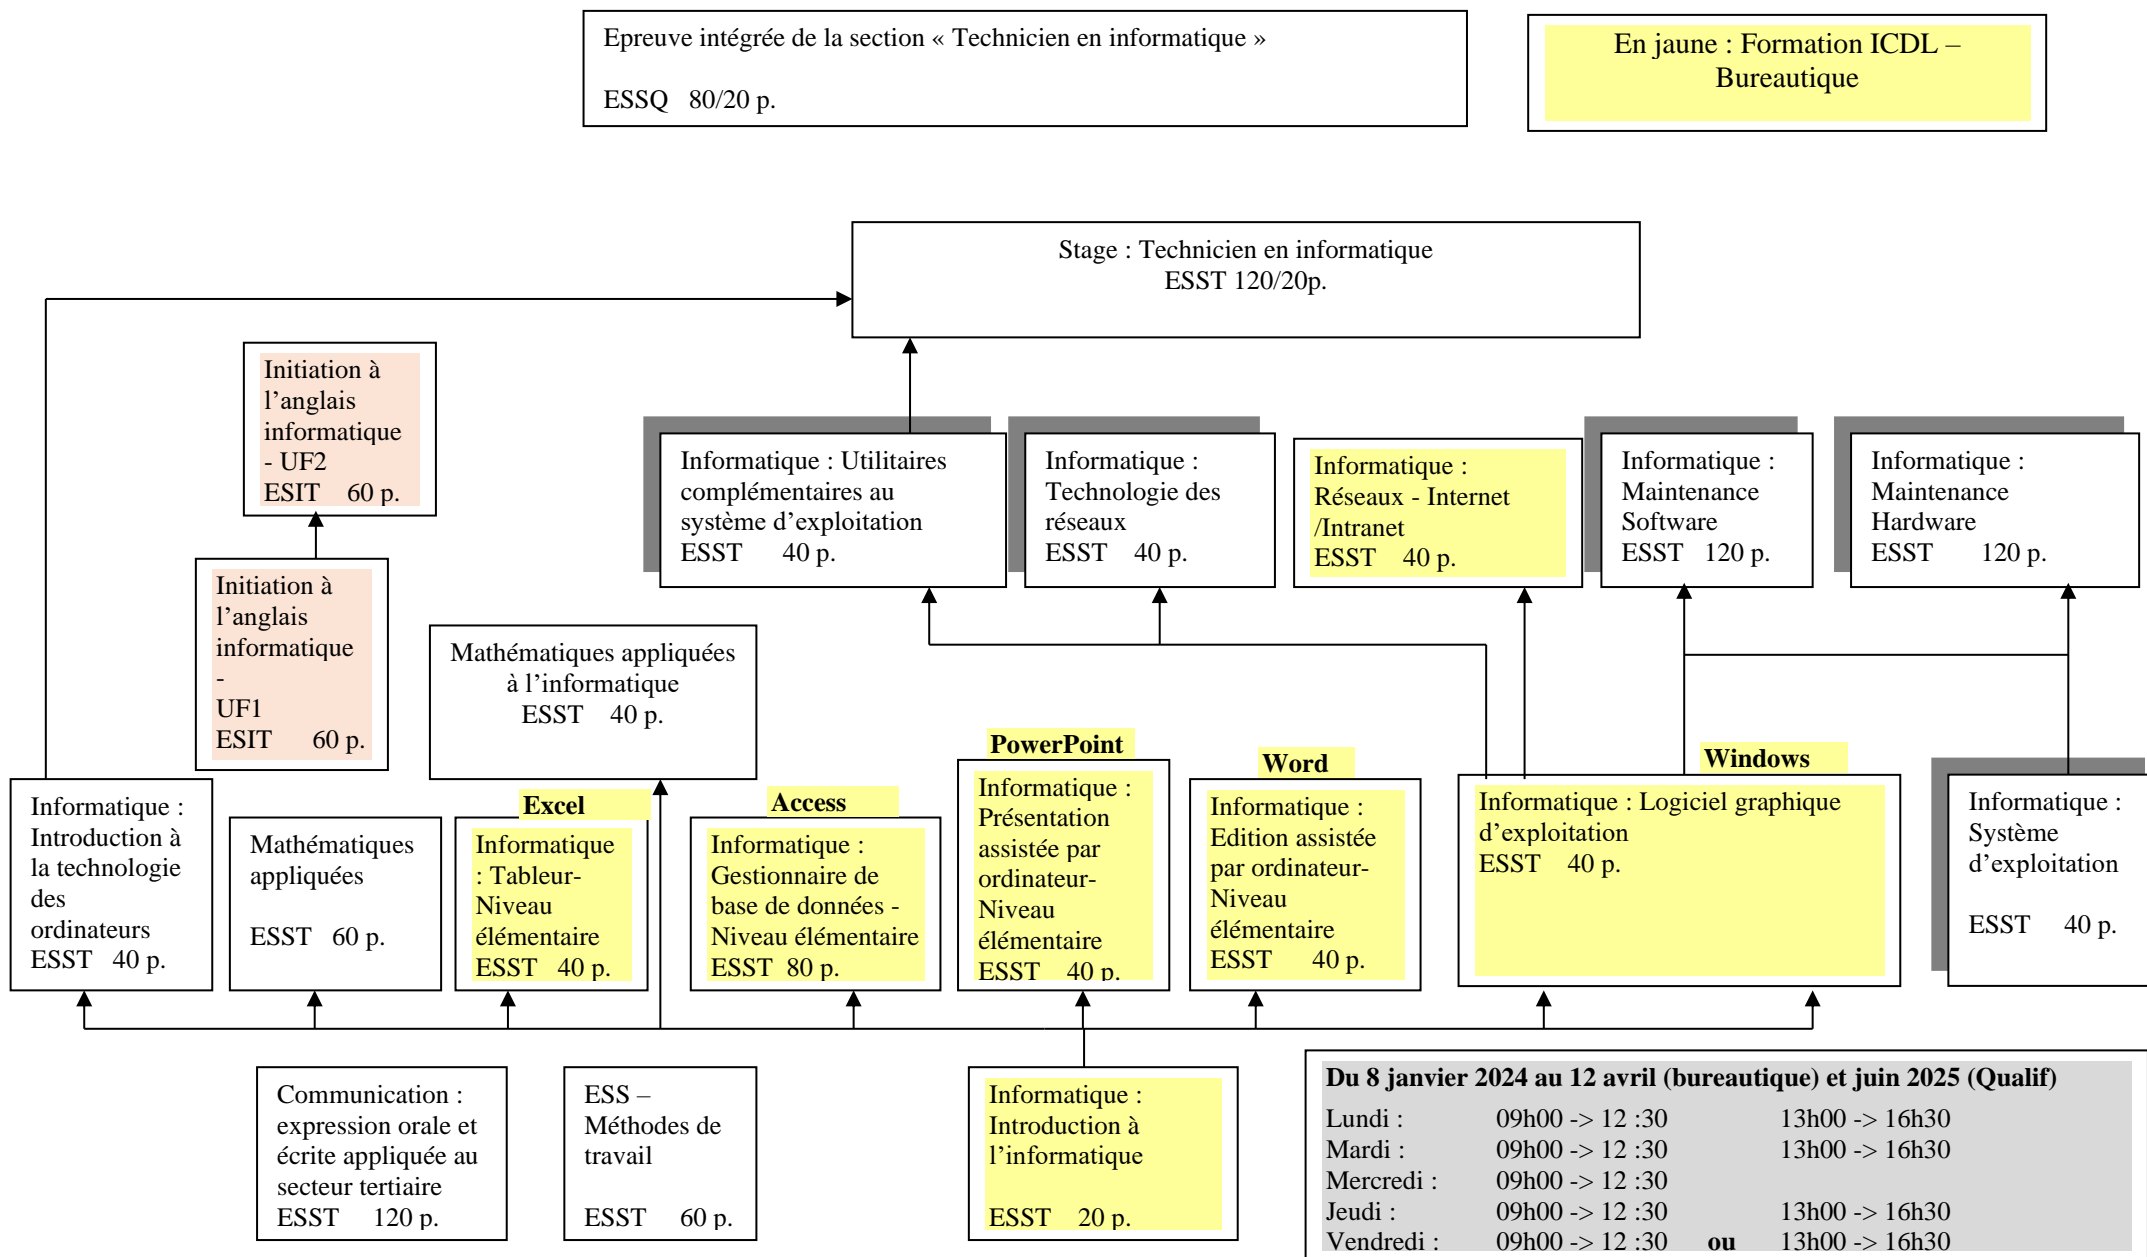 Epreuve intégrée de la section « Technicien en informatique »
ESSQ 80/20 p.
En jaune : Formation ICDL –
Bureautique
Stage : Technicien en informatique
ESST 120/20p.
Initiation à
l’anglais
informatique
- UF2
ESIT 60 p.
Informatique : Utilitaires
complémentaires au
système d’exploitation
ESST 40 p.
Informatique :
Technologie des
réseaux
ESST 40 p.
Informatique :
Réseaux - Internet
/Intranet
ESST 40 p.
Informatique :
Maintenance
Software
ESST 120 p.
Informatique :
Maintenance
Hardware
ESST 120 p.
Initiation à
l’anglais
informatique
-
UF1
ESIT 60 p.
Mathématiques appliquées
à l’informatique
ESST 40 p.
Informatique :
Introduction à
la technologie
des
ordinateurs
ESST 40 p.
Mathématiques
appliquées
ESST 60 p.
Excel
Informatique
: Tableur-
Niveau
élémentaire
ESST 40 p.
Access
Informatique :
Gestionnaire de
base de données -
Niveau élémentaire
ESST 80 p.
PowerPoint
Informatique :
Présentation
assistée par
ordinateur-
Niveau
élémentaire
ESST 40 p.
Word
Informatique :
Edition assistée
par ordinateur-
Niveau
élémentaire
ESST 40 p.
Windows
Informatique : Logiciel graphique
d’exploitation
ESST 40 p.
Informatique :
Système
d’exploitation
ESST 40 p.
Communication :
expression orale et
écrite appliquée au
secteur tertiaire
ESST 120 p.
ESS –
Méthodes de
travail
ESST 60 p.
Informatique :
Introduction à
l’informatique
ESST 20 p.
Du 8 janvier 2024 au 12 avril (bureautique) et juin 2025 (Qualif)
Lundi : 09h00 -> 12 :30 13h00 -> 16h30
Mardi : 09h00 -> 12 :30 13h00 -> 16h30
Mercredi : 09h00 -> 12 :30
Jeudi : 09h00 -> 12 :30 13h00 -> 16h30
Vendredi : 09h00 -> 12 :30 ou 13h00 -> 16h30